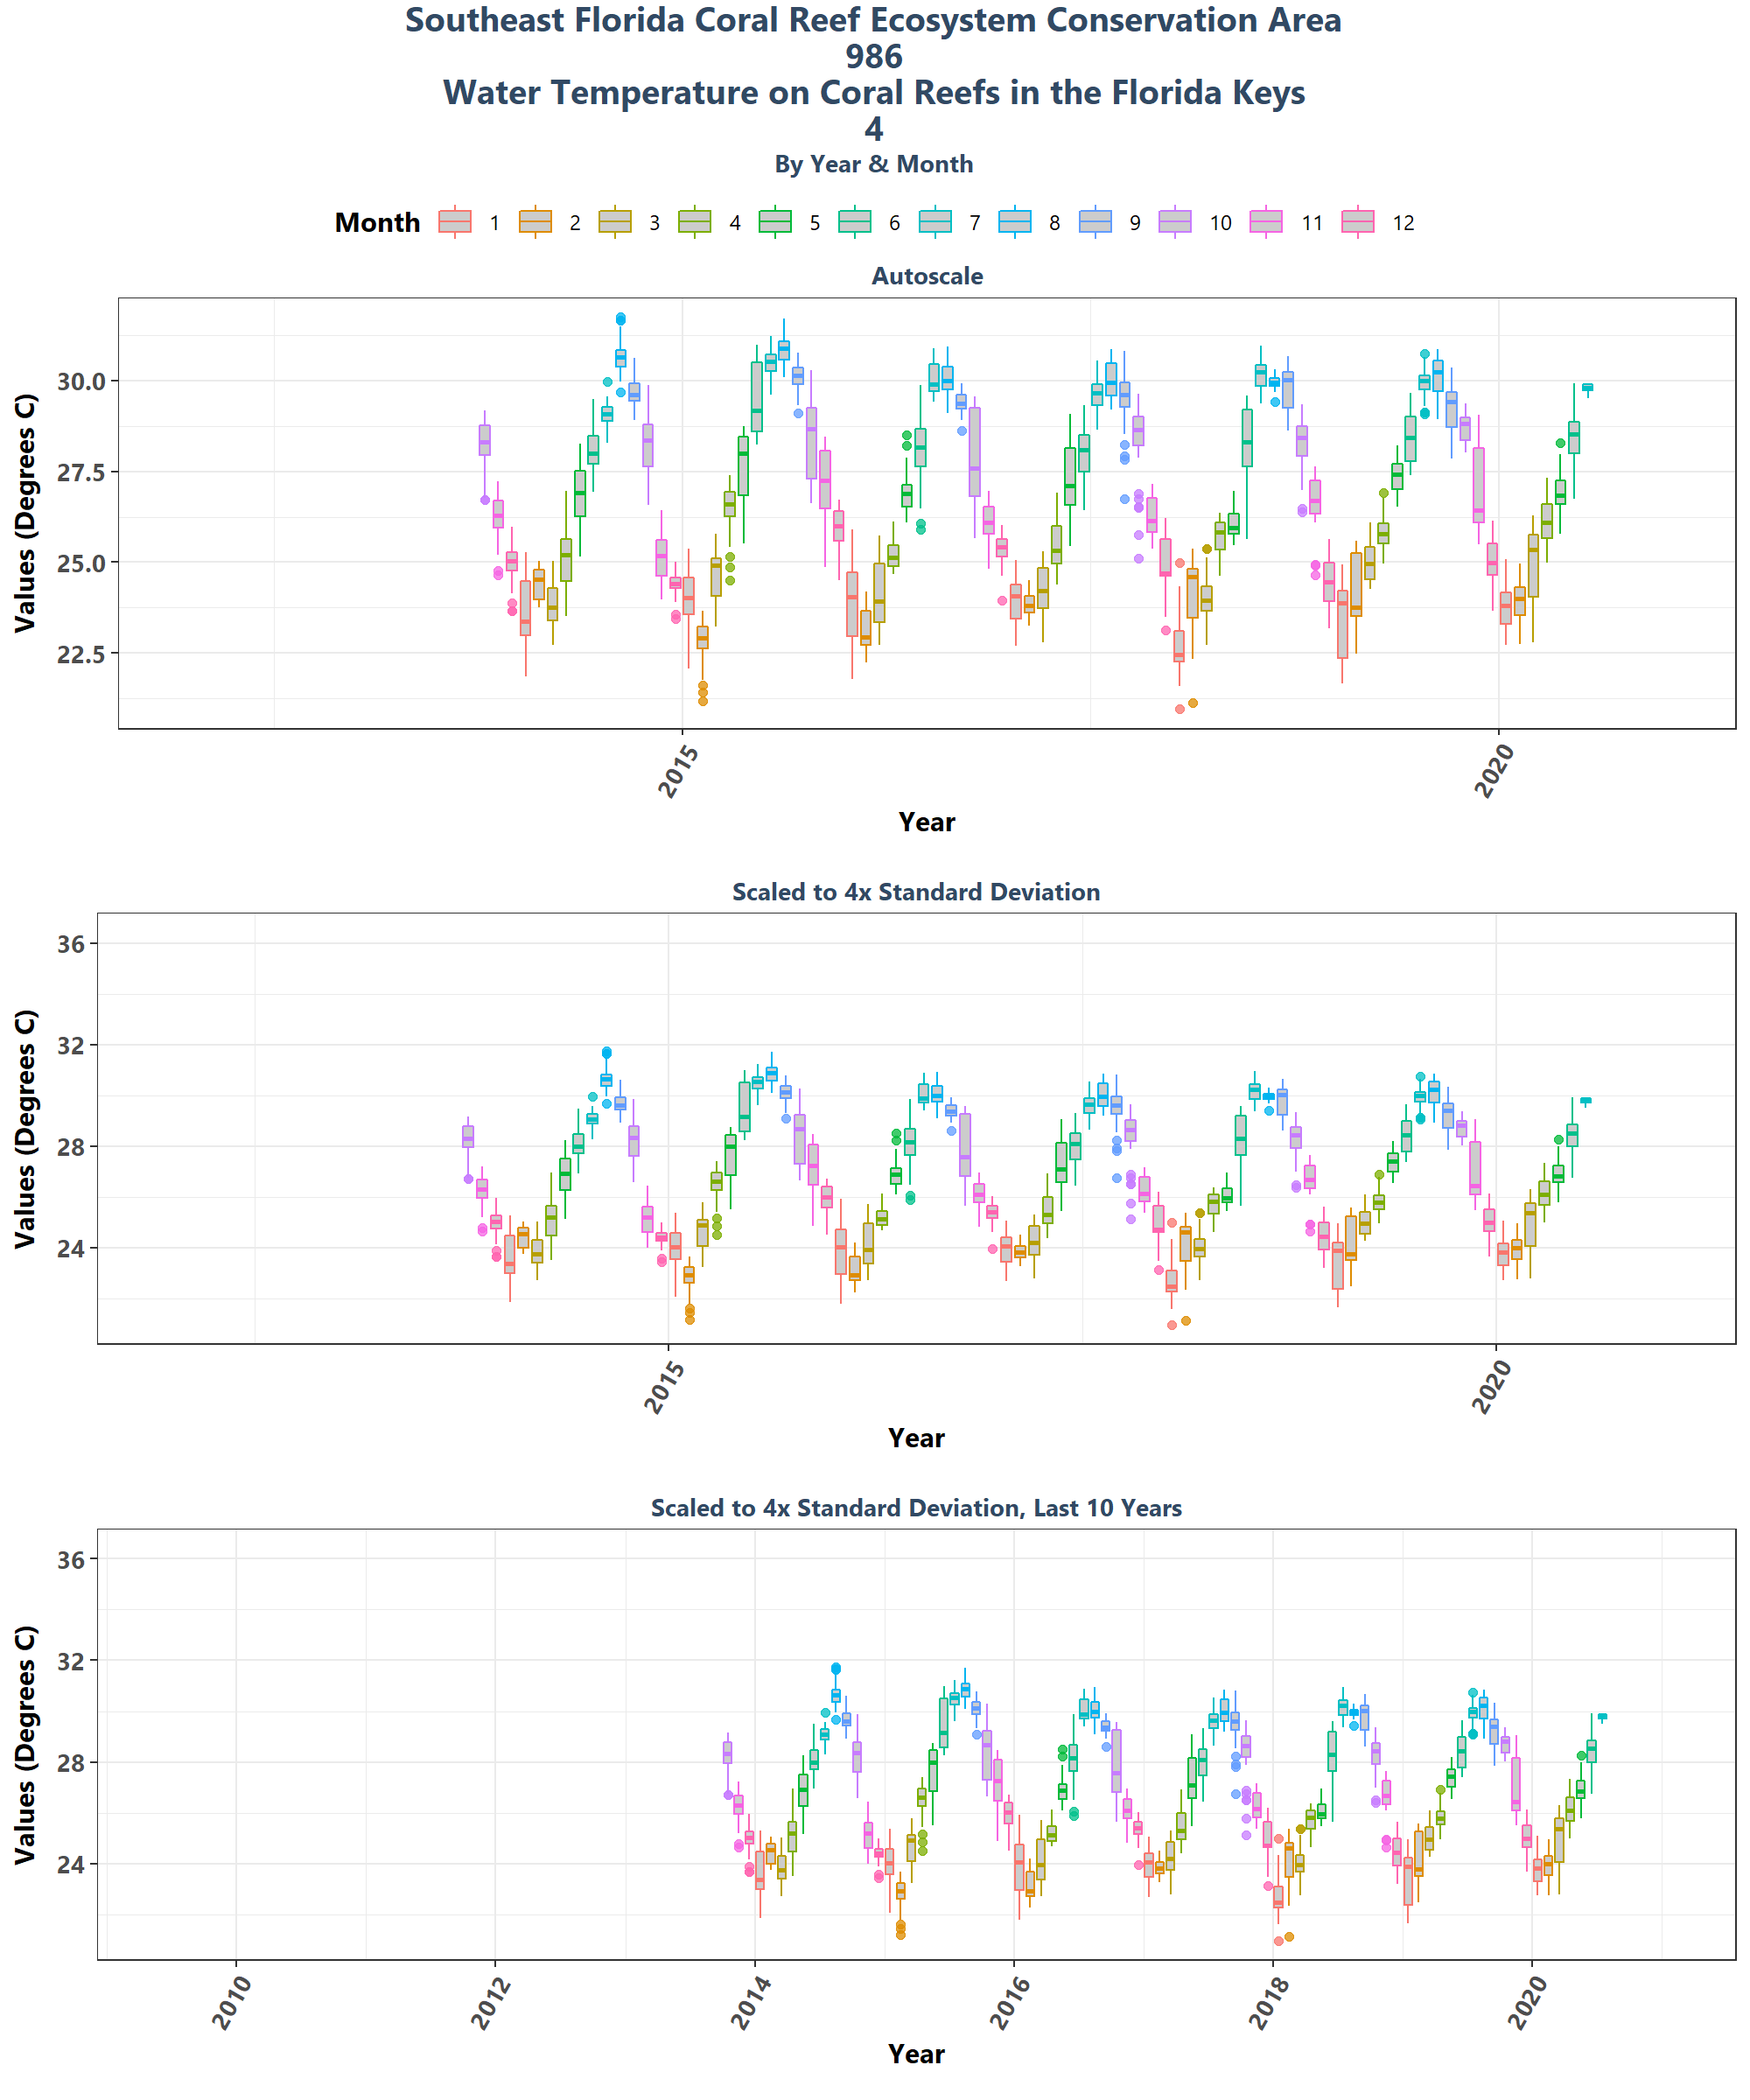 Southeast Florida Coral Reef Ecosystem Conservation Area
986
Water Temperature on Coral Reefs in the Florida Keys
4
By Year & Month
Month 1 2 3 4 5 6 7 8 9 10 11 12
Autoscale
Values (Degrees C)
30.0
27.5
25.0
22.5
2015 2020
Year
Scaled to 4x Standard Deviation
Values (Degrees C)
36
32
28
24
2015 2020
Year
Scaled to 4x Standard Deviation, Last 10 Years
Values (Degrees C)
36
32
28
24
2010 2012 2014 2016 2018 2020
Year